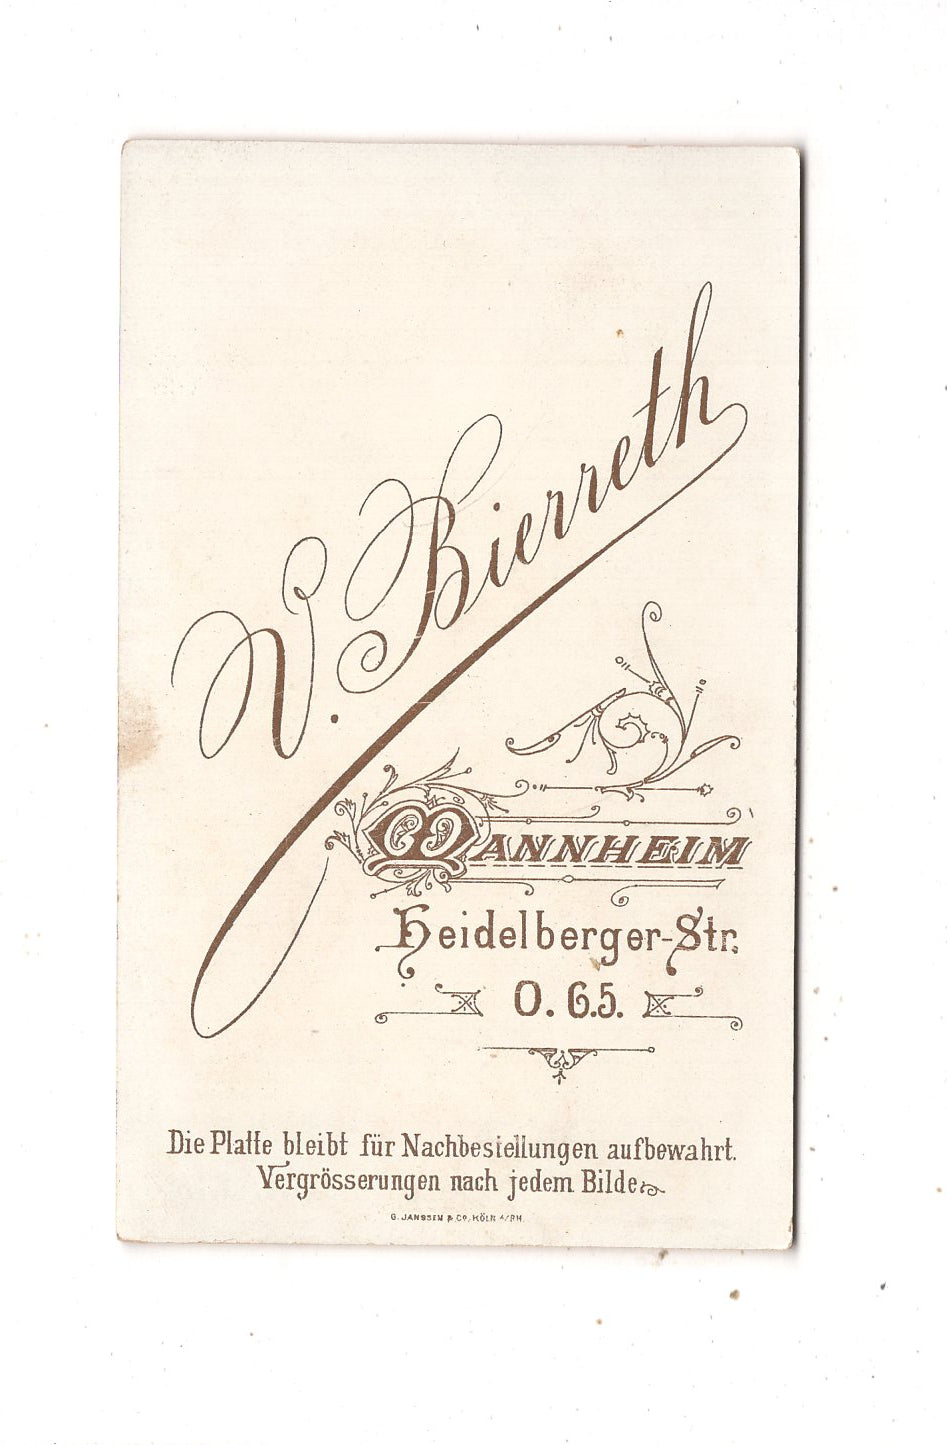 V. Bierreth
MANNHEIM
Heidelberger-Str.
O. 6.5.
Die Platte bleibt für Nachbestellungen aufbewahrt.
Vergrösserungen nach jedem Bilde
G. JANSSEN & Co, KÖLN A/RH